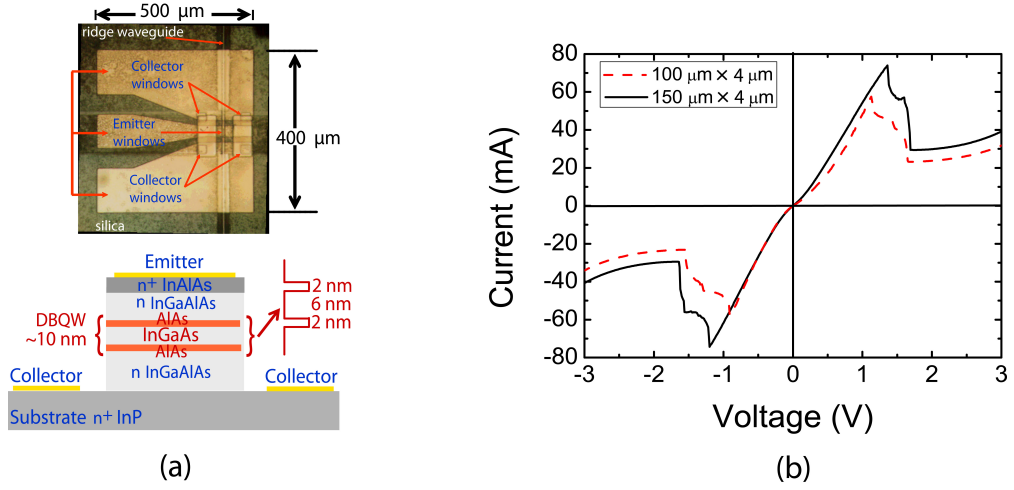 500 µm
ridge waveguide
Collector
windows
Emitter
windows
400 µm
Collector
windows
silica
Emitter
n+ InAlAs
n InGaAlAs
AlAs
InGaAs
AlAs
n InGaAlAs
DBQW
~10 nm
2 nm
6 nm
2 nm
Collector
Collector
Substrate n+ InP
(a)
80
60
40
20
0
-20
-40
-60
-80
Current (mA)
100 µm × 4 µm
150 µm × 4 µm
-3
-2
-1
0
1
2
3
Voltage (V)
(b)